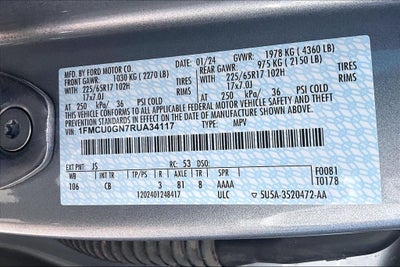 MFD. BY FORD MOTOR CO.
01/24 GVWR: 1978 KG ( 4360 LB)
FRONT GAWR: 1030 KG ( 2270 LB) REAR GAWR: 975 KG ( 2150 LB)
WITH WITH
225/65R17 102H TIRES 225/65R17 102H TIRES
17x7.0J RIMS 17x7.0J RIMS
AT 250 kPa/ 36 PSI COLD AT 250 kPa/ 36 PSI COLD
THIS VEHICLE CONFORMS TO ALL APPLICABLE FEDERAL MOTOR VEHICLE SAFETY AND THEFT PREVENTION STANDARDS IN EFFECT ON THE DATE OF MANUFACTURE SHOWN ABOVE.
VIN: 1FMCU0GN7RUA34117
TYPE: MPV
EXT PNT: JS RC: 53 DSO: F0081
WB INT TR TP/PS R AXLE TR SPR T0178
106 CB 3 81 8 AAAA
1202401248417 ULC 5U5A-3520472-AA